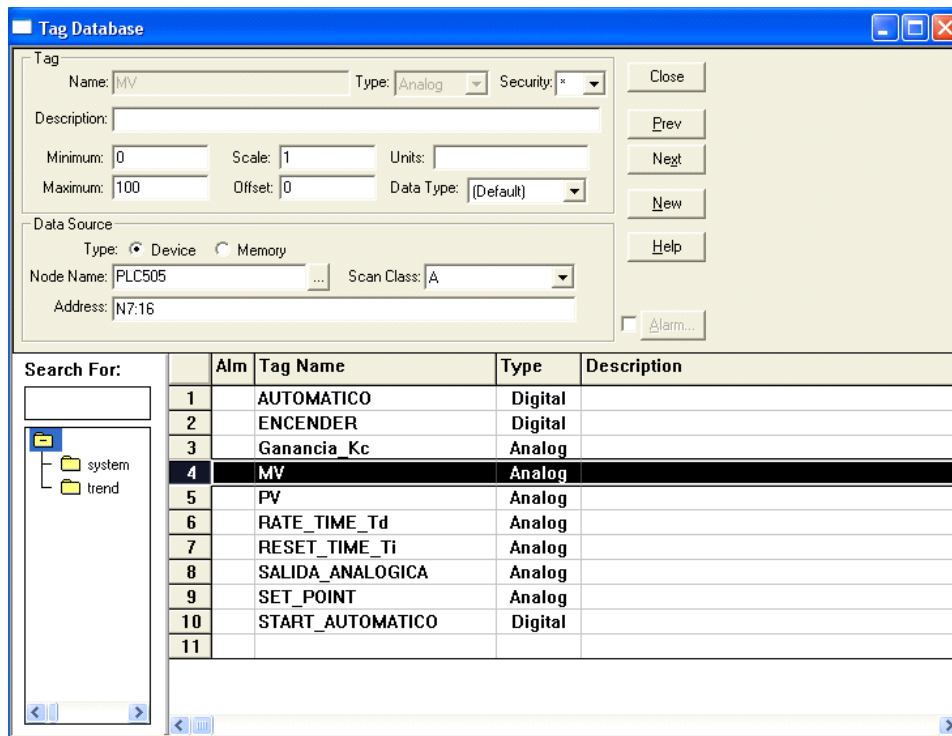 Tag Database
Tag
Name: MV Type: Analog Security: * Close
Description: Prev
Minimum: 0 Scale: 1 Units: Next
Maximum: 100 Offset: 0 Data Type: (Default)
New
Data Source
Type: Device Memory Help
Node Name: PLC505 ... Scan Class: A
Address: N7:16
Alarm...
Search For:
system
trend
Alm Tag Name Type Description
1 AUTOMATICO Digital
2 ENCENDER Digital
3 Ganancia_Kc Analog
4 MV Analog
5 PV Analog
6 RATE_TIME_Td Analog
7 RESET_TIME_Ti Analog
8 SALIDA_ANALOGICA Analog
9 SET_POINT Analog
10 START_AUTOMATICO Digital
11